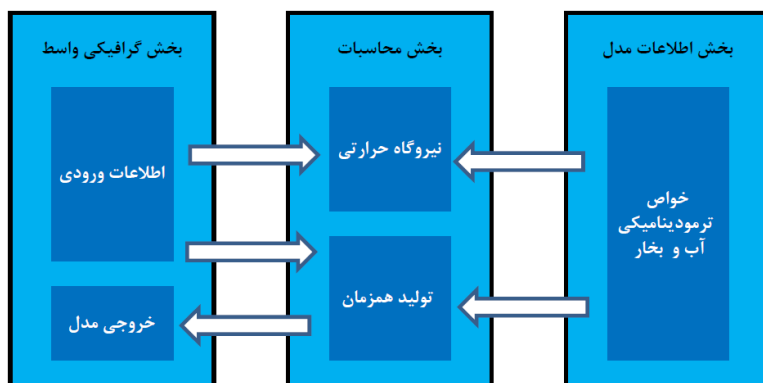 بخش اطلاعات مدل
خواص
ترمودینامیکی
آب و بخار
بخش محاسبات
نیروگاه حرارتی
تولید همزمان
بخش گرافیکی واسط
اطلاعات ورودی
خروجی مدل